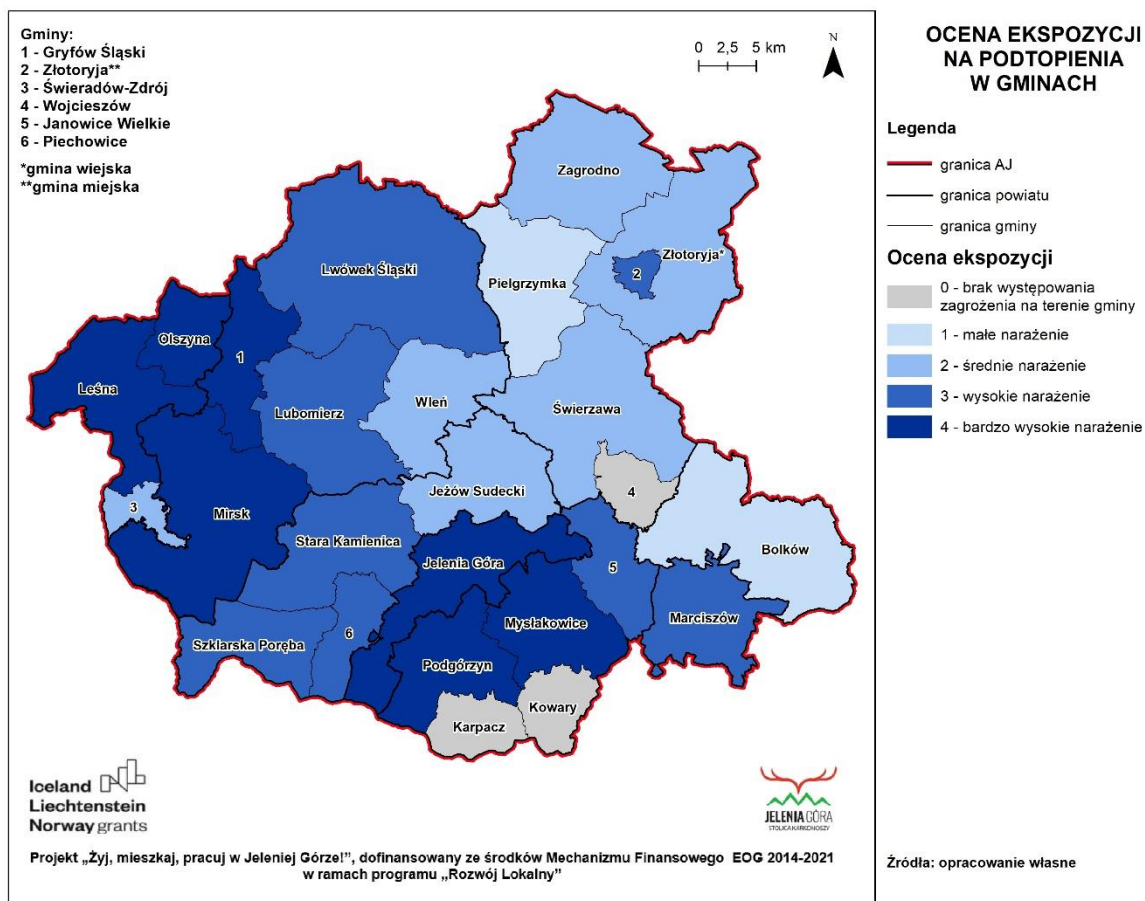 Gminy:
1 - Gryfów Śląski
2 - Złotoryja**
3 - Świeradów-Zdrój
4 - Wojcieszów
5 - Janowice Wielkie
6 - Piechowice
*gmina wiejska
**gmina miejska
0 2,5 5 km
N
Zagrodno
Złotoryja*
2
Pielgrzymka
Lwówek Śląski
Olszyna
1
Leśna
Lubomierz
Wleń
Świerzawa
3
Mirsk
Jeżów Sudecki
4
Stara Kamienica
Jelenia Góra
Bolków
5
Mysłakowice
Marciszów
6
Szklarska Poręba
Podgórzyn
Kowary
Karpacz
Iceland
Liechtenstein
Norway grants
JELENIA GÓRA
STOLICA KARKONOSZY
Projekt „Żyj, mieszkaj, pracuj w Jeleniej Górze!”, dofinansowany ze środków Mechanizmu Finansowego EOG 2014-2021
w ramach programu „Rozwój Lokalny”
OCENA EKSPOZYCJI
NA PODTOPIENIA
W GMINACH
Legenda
granica AJ
granica powiatu
granica gminy
Ocena ekspozycji
0 - brak występowania
zagrożenia na terenie gminy
1 - małe narażenie
2 - średnie narażenie
3 - wysokie narażenie
4 - bardzo wysokie narażenie
Źródła: opracowanie własne